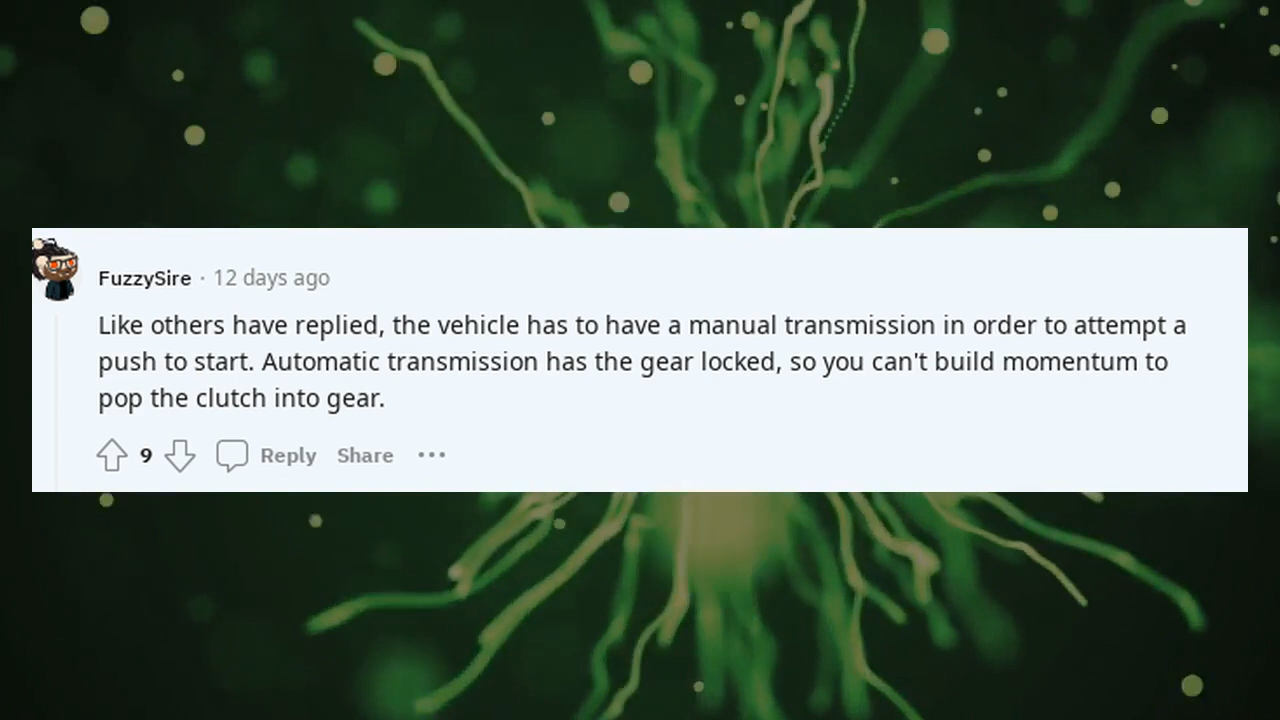 FuzzySire · 12 days ago
Like others have replied, the vehicle has to have a manual transmission in order to attempt a
push to start. Automatic transmission has the gear locked, so you can't build momentum to
pop the clutch into gear.
9 Reply Share ···